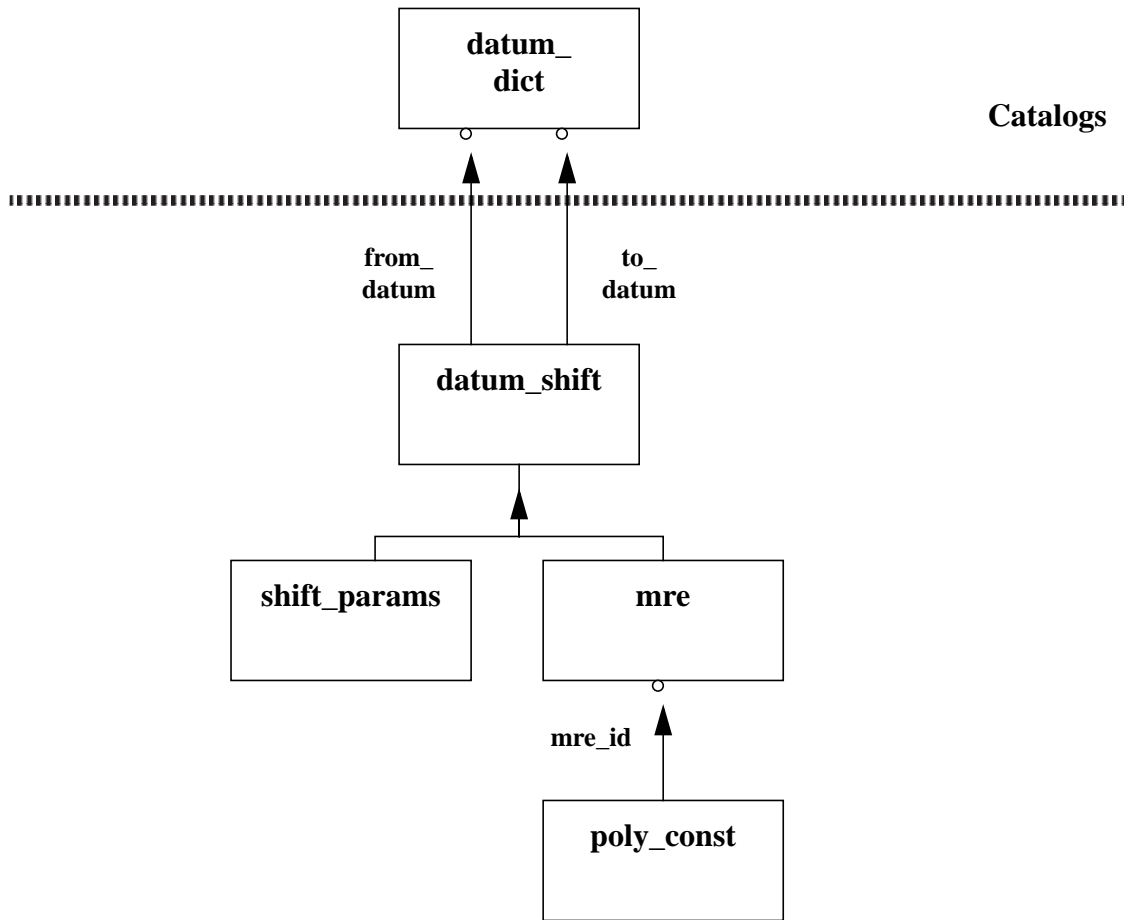 datum_
dict
Catalogs
from_
datum
to_
datum
datum_shift
shift_params
mre
mre_id
poly_const